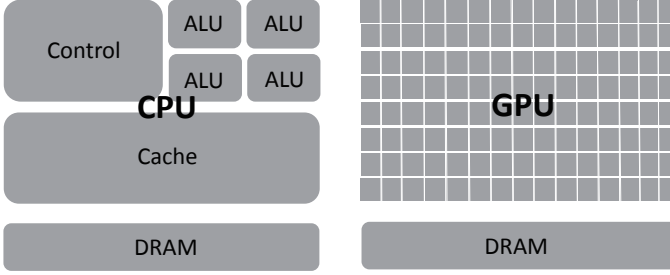 ALU ALU
Control
ALU ALU
CPU
Cache
DRAM
GPU
DRAM